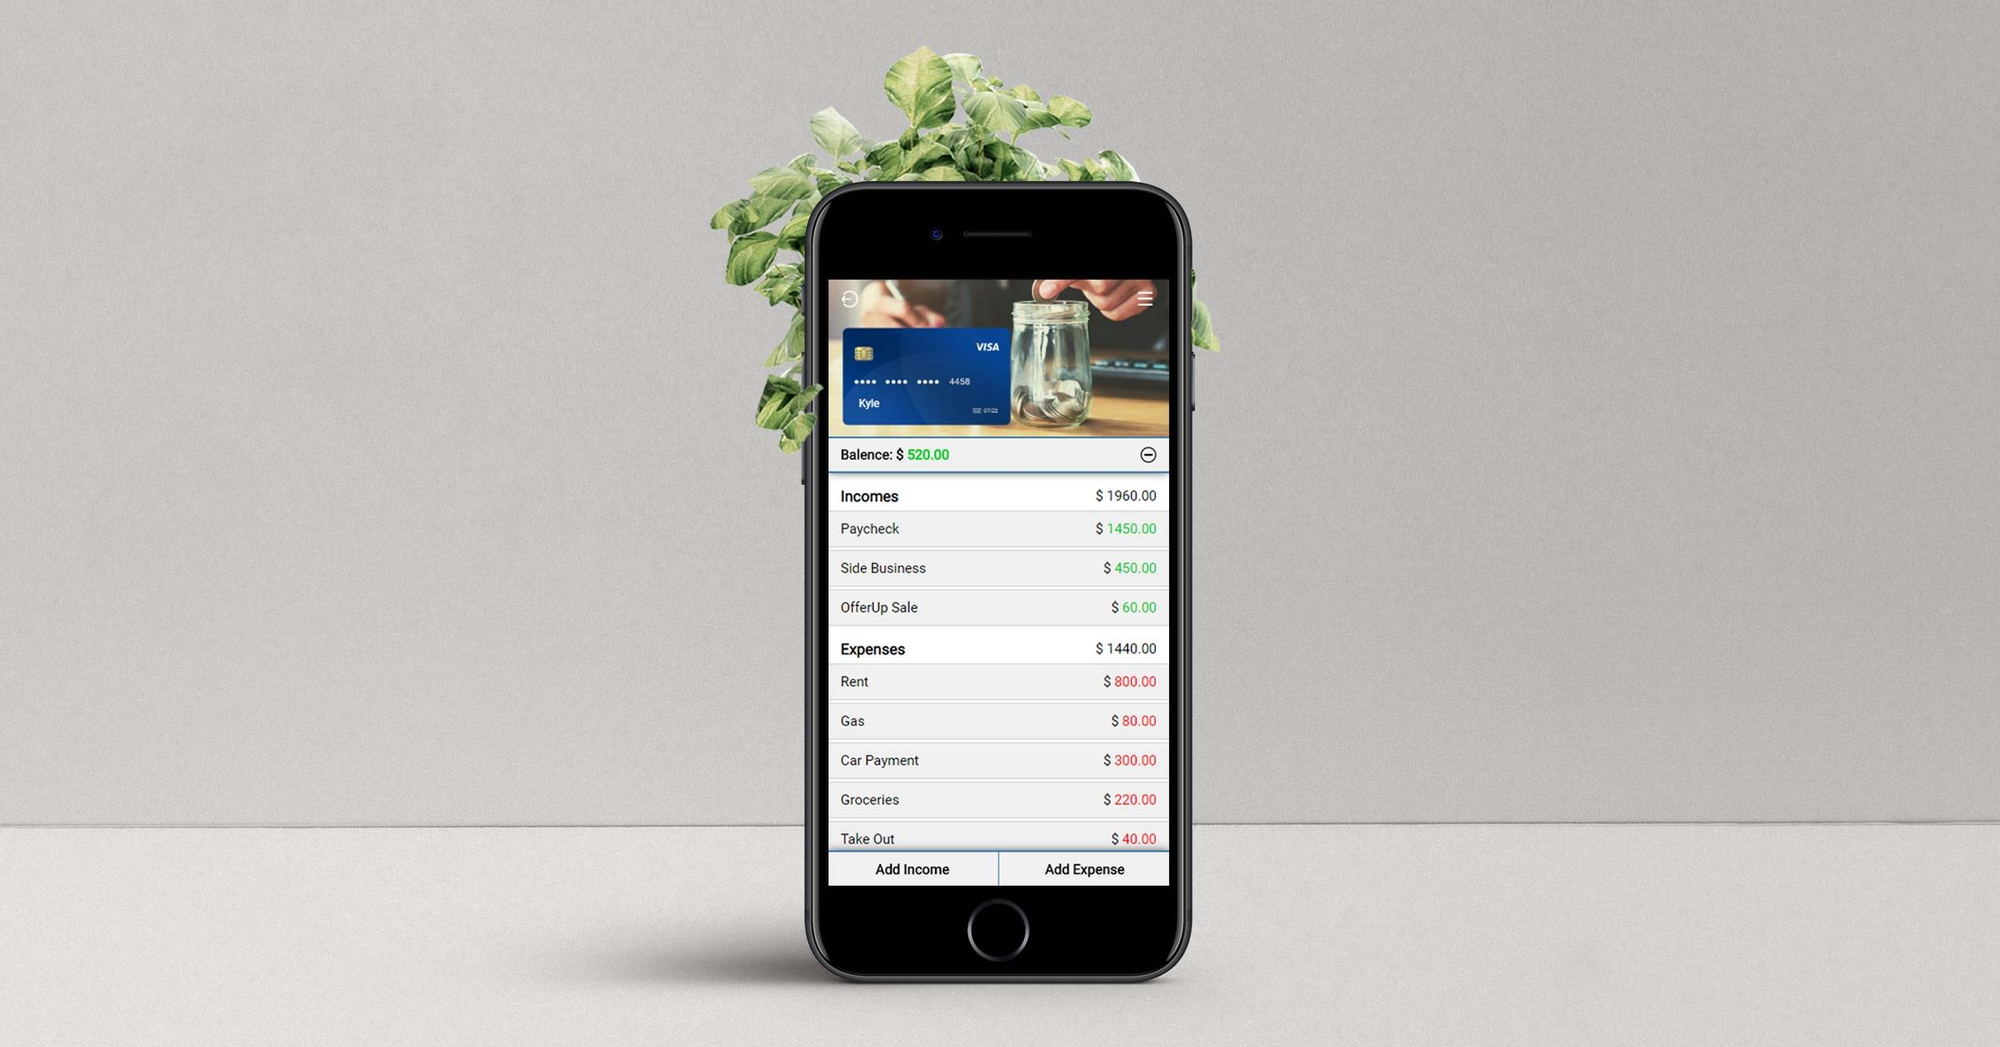 VISA
•••• •••• •••• 4458
Kyle
07/22
Balence: $ 520.00
Incomes $ 1960.00
Paycheck $ 1450.00
Side Business $ 450.00
OfferUp Sale $ 60.00
Expenses $ 1440.00
Rent $ 800.00
Gas $ 80.00
Car Payment $ 300.00
Groceries $ 220.00
Take Out $ 40.00
Add Income Add Expense